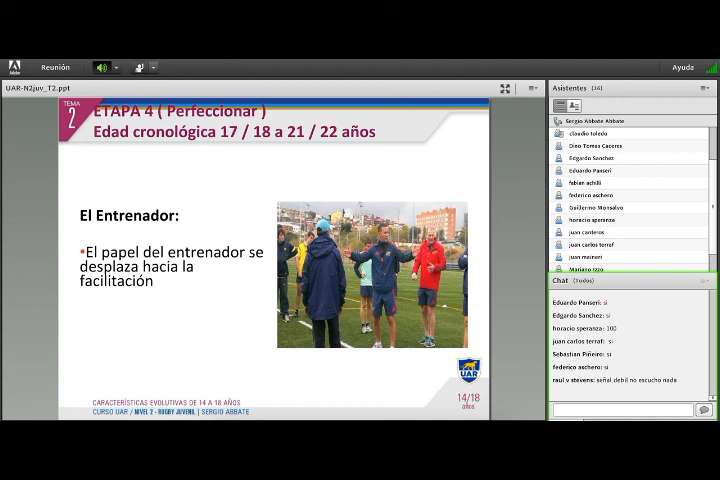 Adobe
Reunión
Ayuda
UAR-N2juv_T2.ppt
TEMA
2
ETAPA 4 ( Perfeccionar )
Edad cronológica 17 / 18 a 21 / 22 años
El Entrenador:
•El papel del entrenador se
desplaza hacia la
facilitación
UAR
CARACTERÍSTICAS EVOLUTIVAS DE 14 A 18 AÑOS
CURSO UAR / NIVEL 2 - RUGBY JUVENIL | SERGIO ABBATE
14/18
años
Asistentes (16)
Sergio Abbate Abbate
claudio toledo
Dino Tomas Caceres
Edgardo Sanchez
Eduardo Panseri
fabian achilli
federico aschero
Guillermo Monsalvo
horacio speranza
juan canteros
juan carlos terraf
juan maineri
Mariano Izzo
Chat (Todos)
Eduardo Panseri: si
Edgardo Sanchez: si
horacio speranza: 100
juan carlos terraf: si
Sebastian Piñeiro: si
federico aschero: si
raul v stevens: señal debil no escucho nada